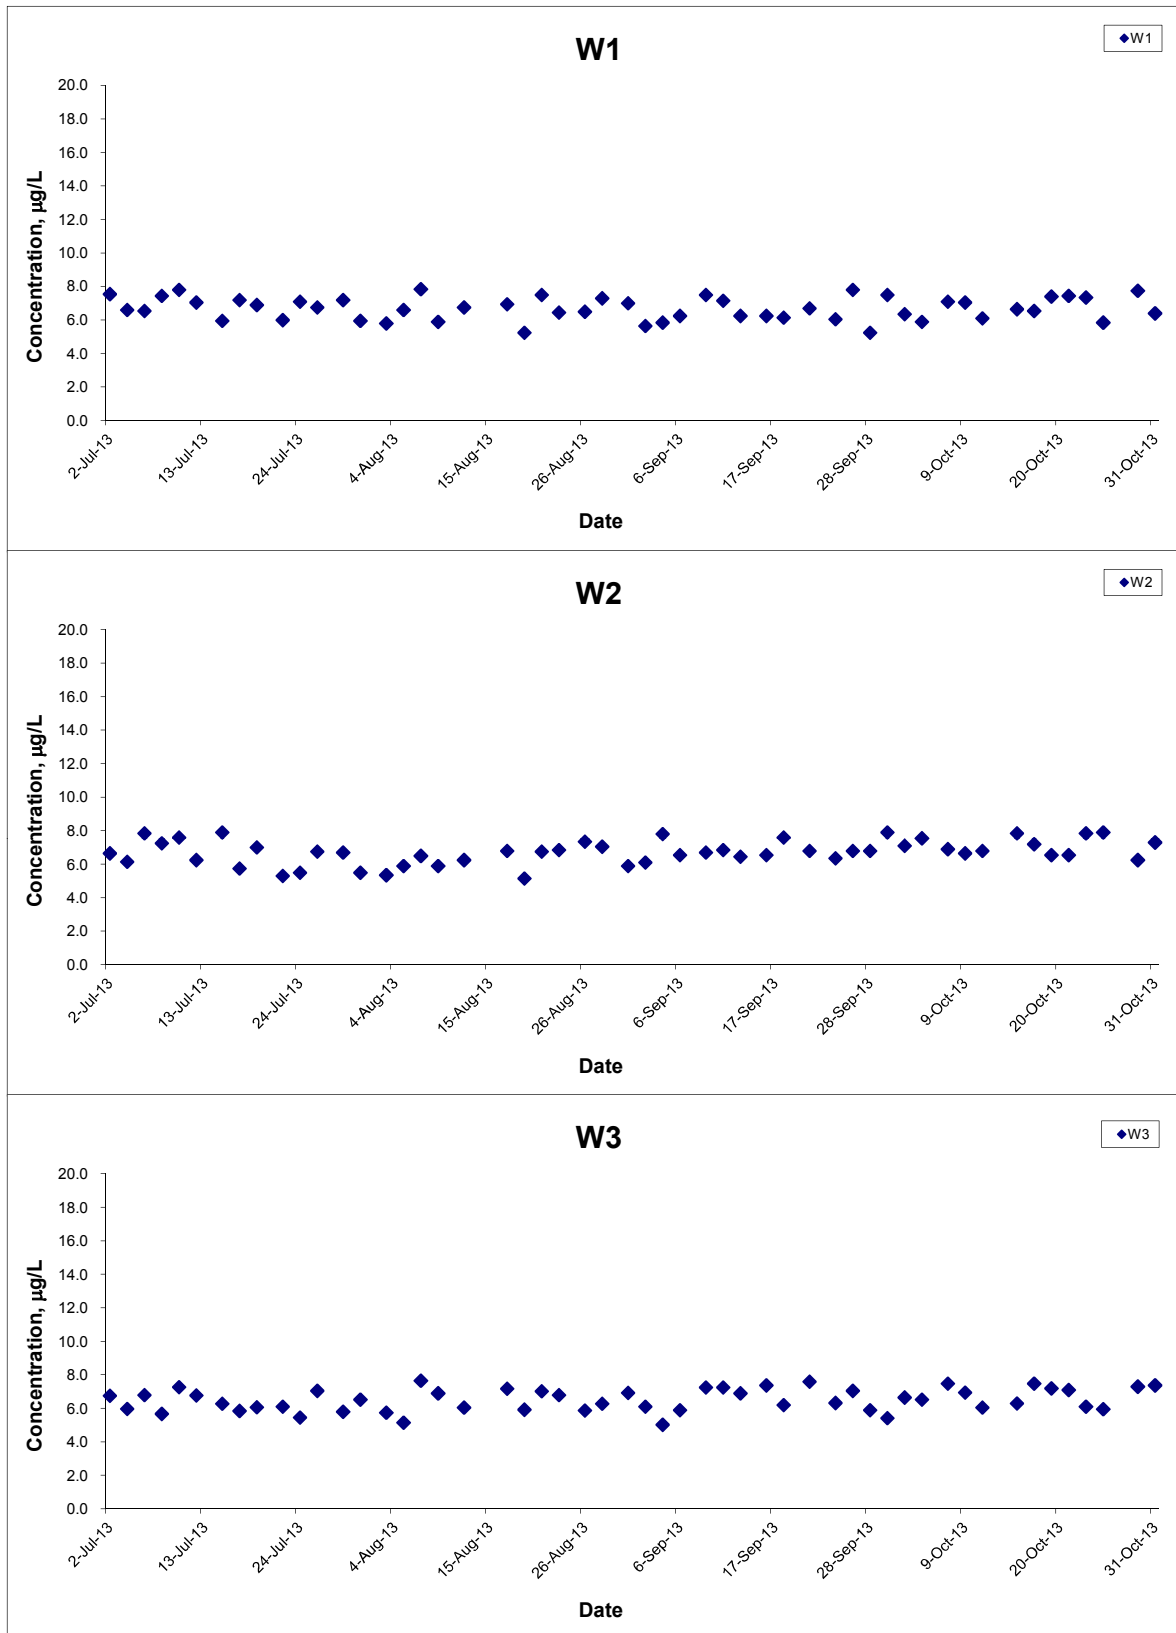 W1
W1
20.0
18.0
16.0
14.0
12.0
10.0
8.0
6.0
4.0
2.0
0.0
Concentration, µg/L
2-Jul-13
13-Jul-13
24-Jul-13
4-Aug-13
15-Aug-13
26-Aug-13
6-Sep-13
17-Sep-13
28-Sep-13
9-Oct-13
20-Oct-13
31-Oct-13
Date
W2
W2
20.0
18.0
16.0
14.0
12.0
10.0
8.0
6.0
4.0
2.0
0.0
Concentration, µg/L
2-Jul-13
13-Jul-13
24-Jul-13
4-Aug-13
15-Aug-13
26-Aug-13
6-Sep-13
17-Sep-13
28-Sep-13
9-Oct-13
20-Oct-13
31-Oct-13
Date
W3
W3
20.0
18.0
16.0
14.0
12.0
10.0
8.0
6.0
4.0
2.0
0.0
Concentration, µg/L
2-Jul-13
13-Jul-13
24-Jul-13
4-Aug-13
15-Aug-13
26-Aug-13
6-Sep-13
17-Sep-13
28-Sep-13
9-Oct-13
20-Oct-13
31-Oct-13
Date